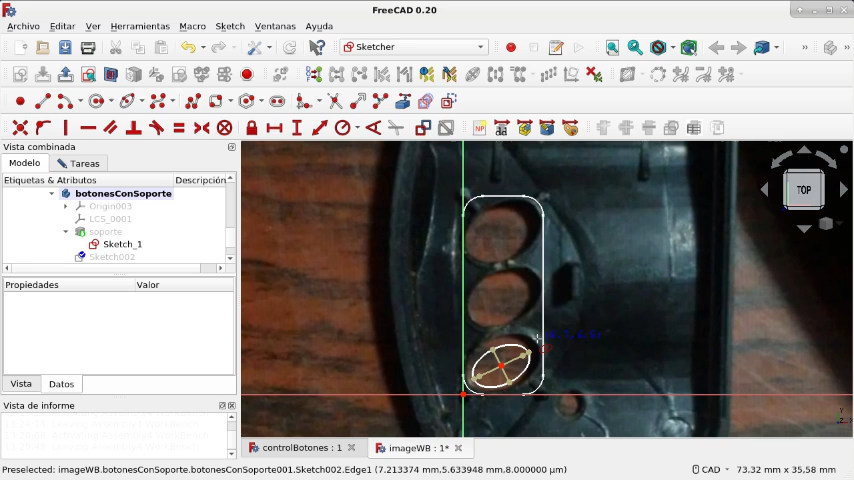 FreeCAD 0.20
Archivo Editar Ver Herramientas Macro Sketch Ventanas Ayuda
Sketcher
Vista combinada
Modelo Tareas
Etiquetas & Atributos Descripción
botonesConSoporte
Origin003
LCS_0001
soporte
Sketch_1
Sketch002
Propiedades Valor
Vista Datos
Vista de informe
TOP
NP
controlBotones : 1 imageWB : 1*
Preselected: imageWB.botonesConSoporte.botonesConSoporte001.Sketch002.Edge1 (7.213374 mm,5.633948 mm,8.000000 μm) CAD 73,32 mm x 35,58 mm